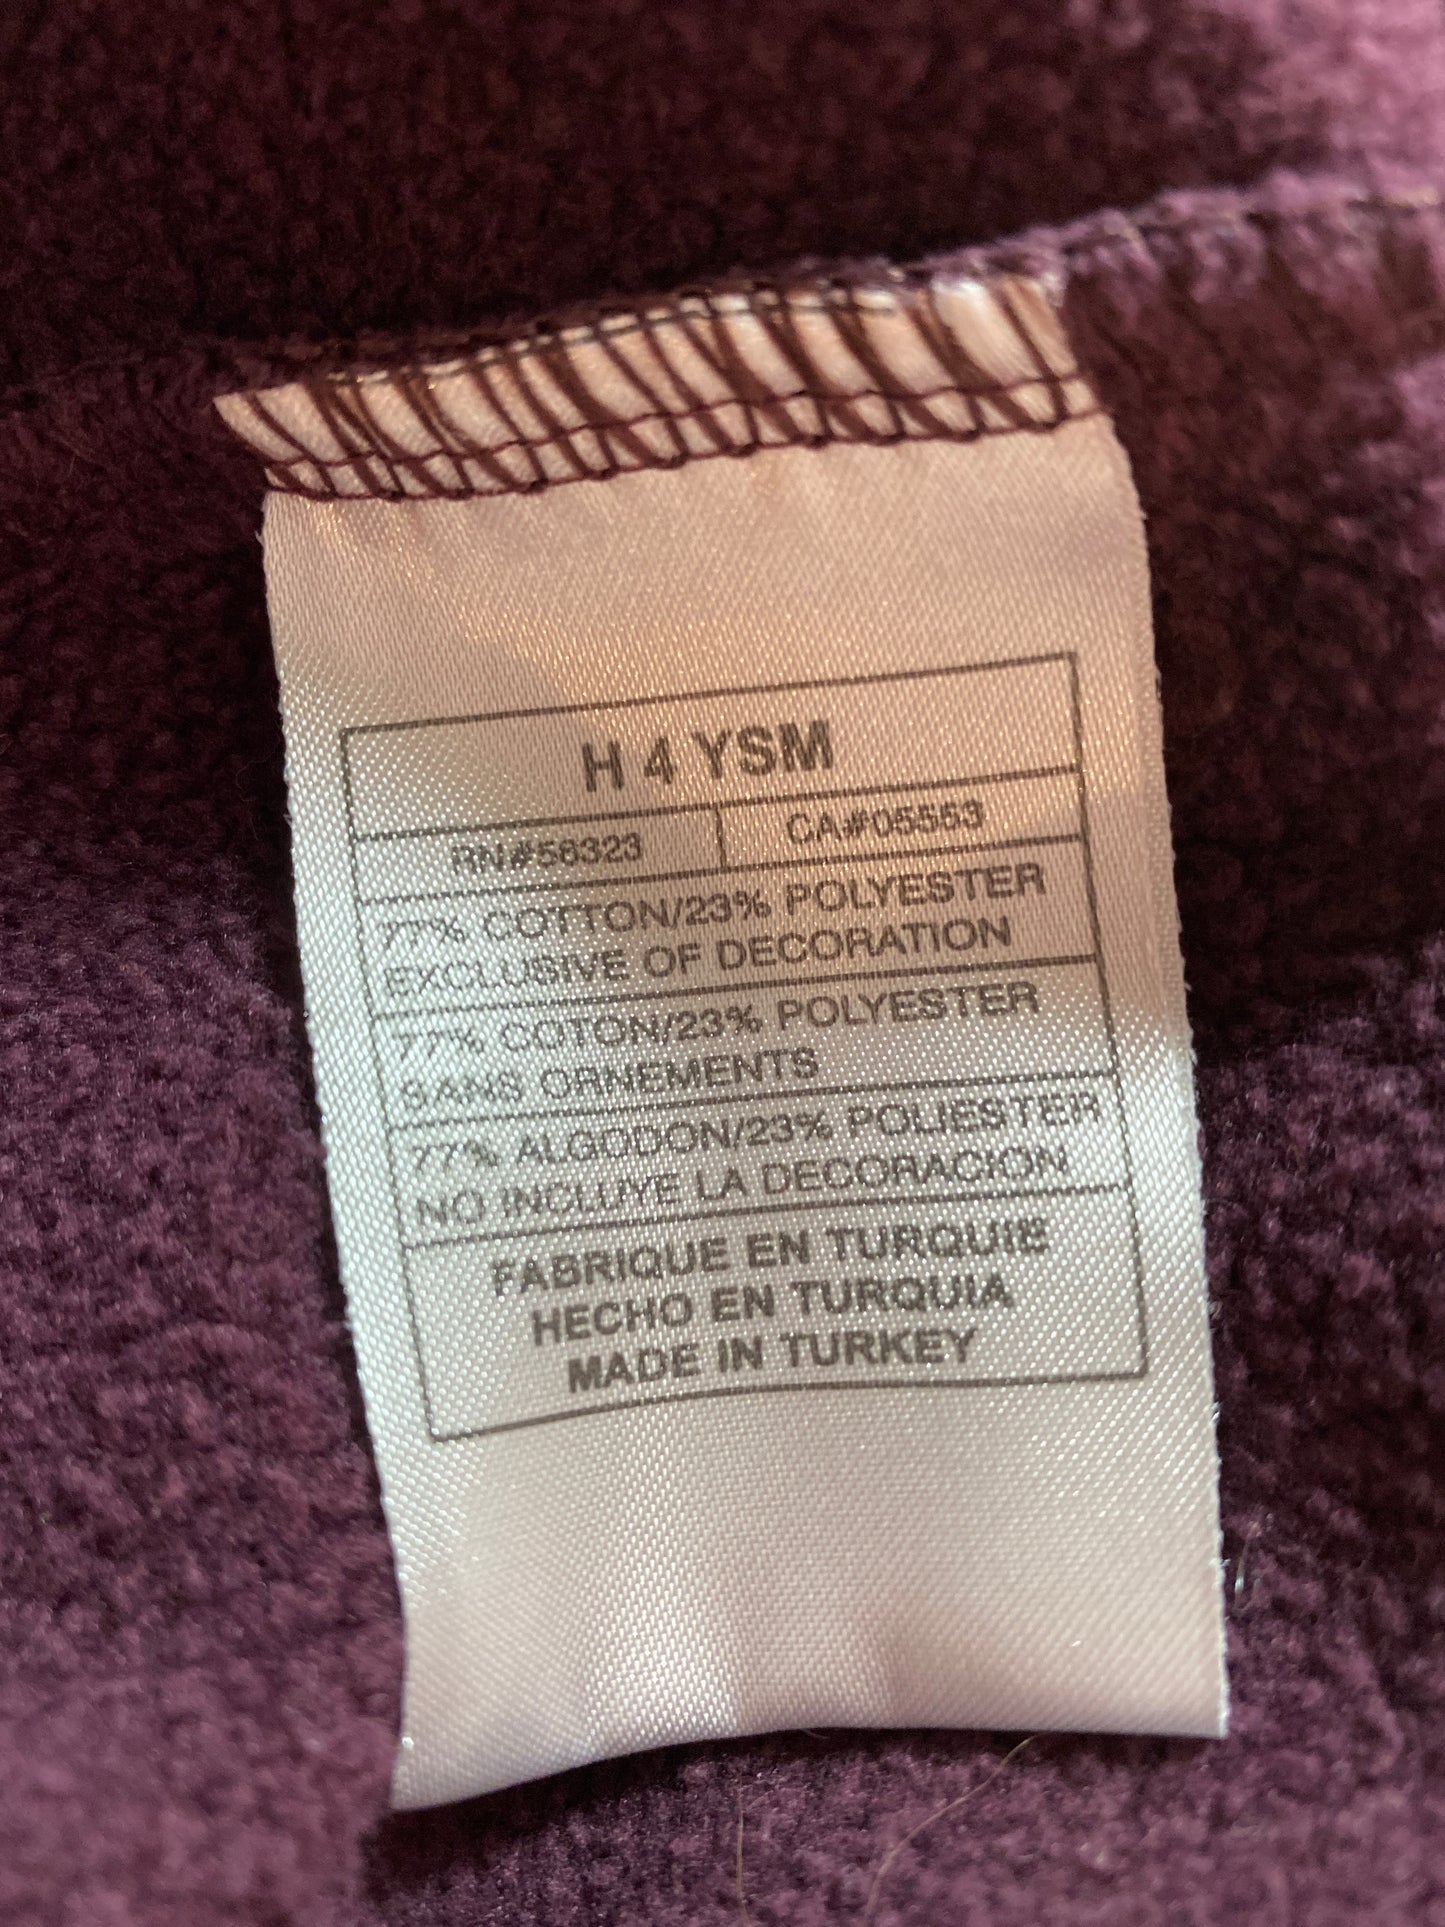 H 4 YSM
RN#56323 CA#05553
77% COTTON/23% POLYESTER
EXCLUSIVE OF DECORATION
77% COTON/23% POLYESTER
SANS ORNEMENTS
77% ALGODON/23% POLIESTER
NO INCLUYE LA DECORACION
FABRIQUE EN TURQUIE
HECHO EN TURQUIA
MADE IN TURKEY